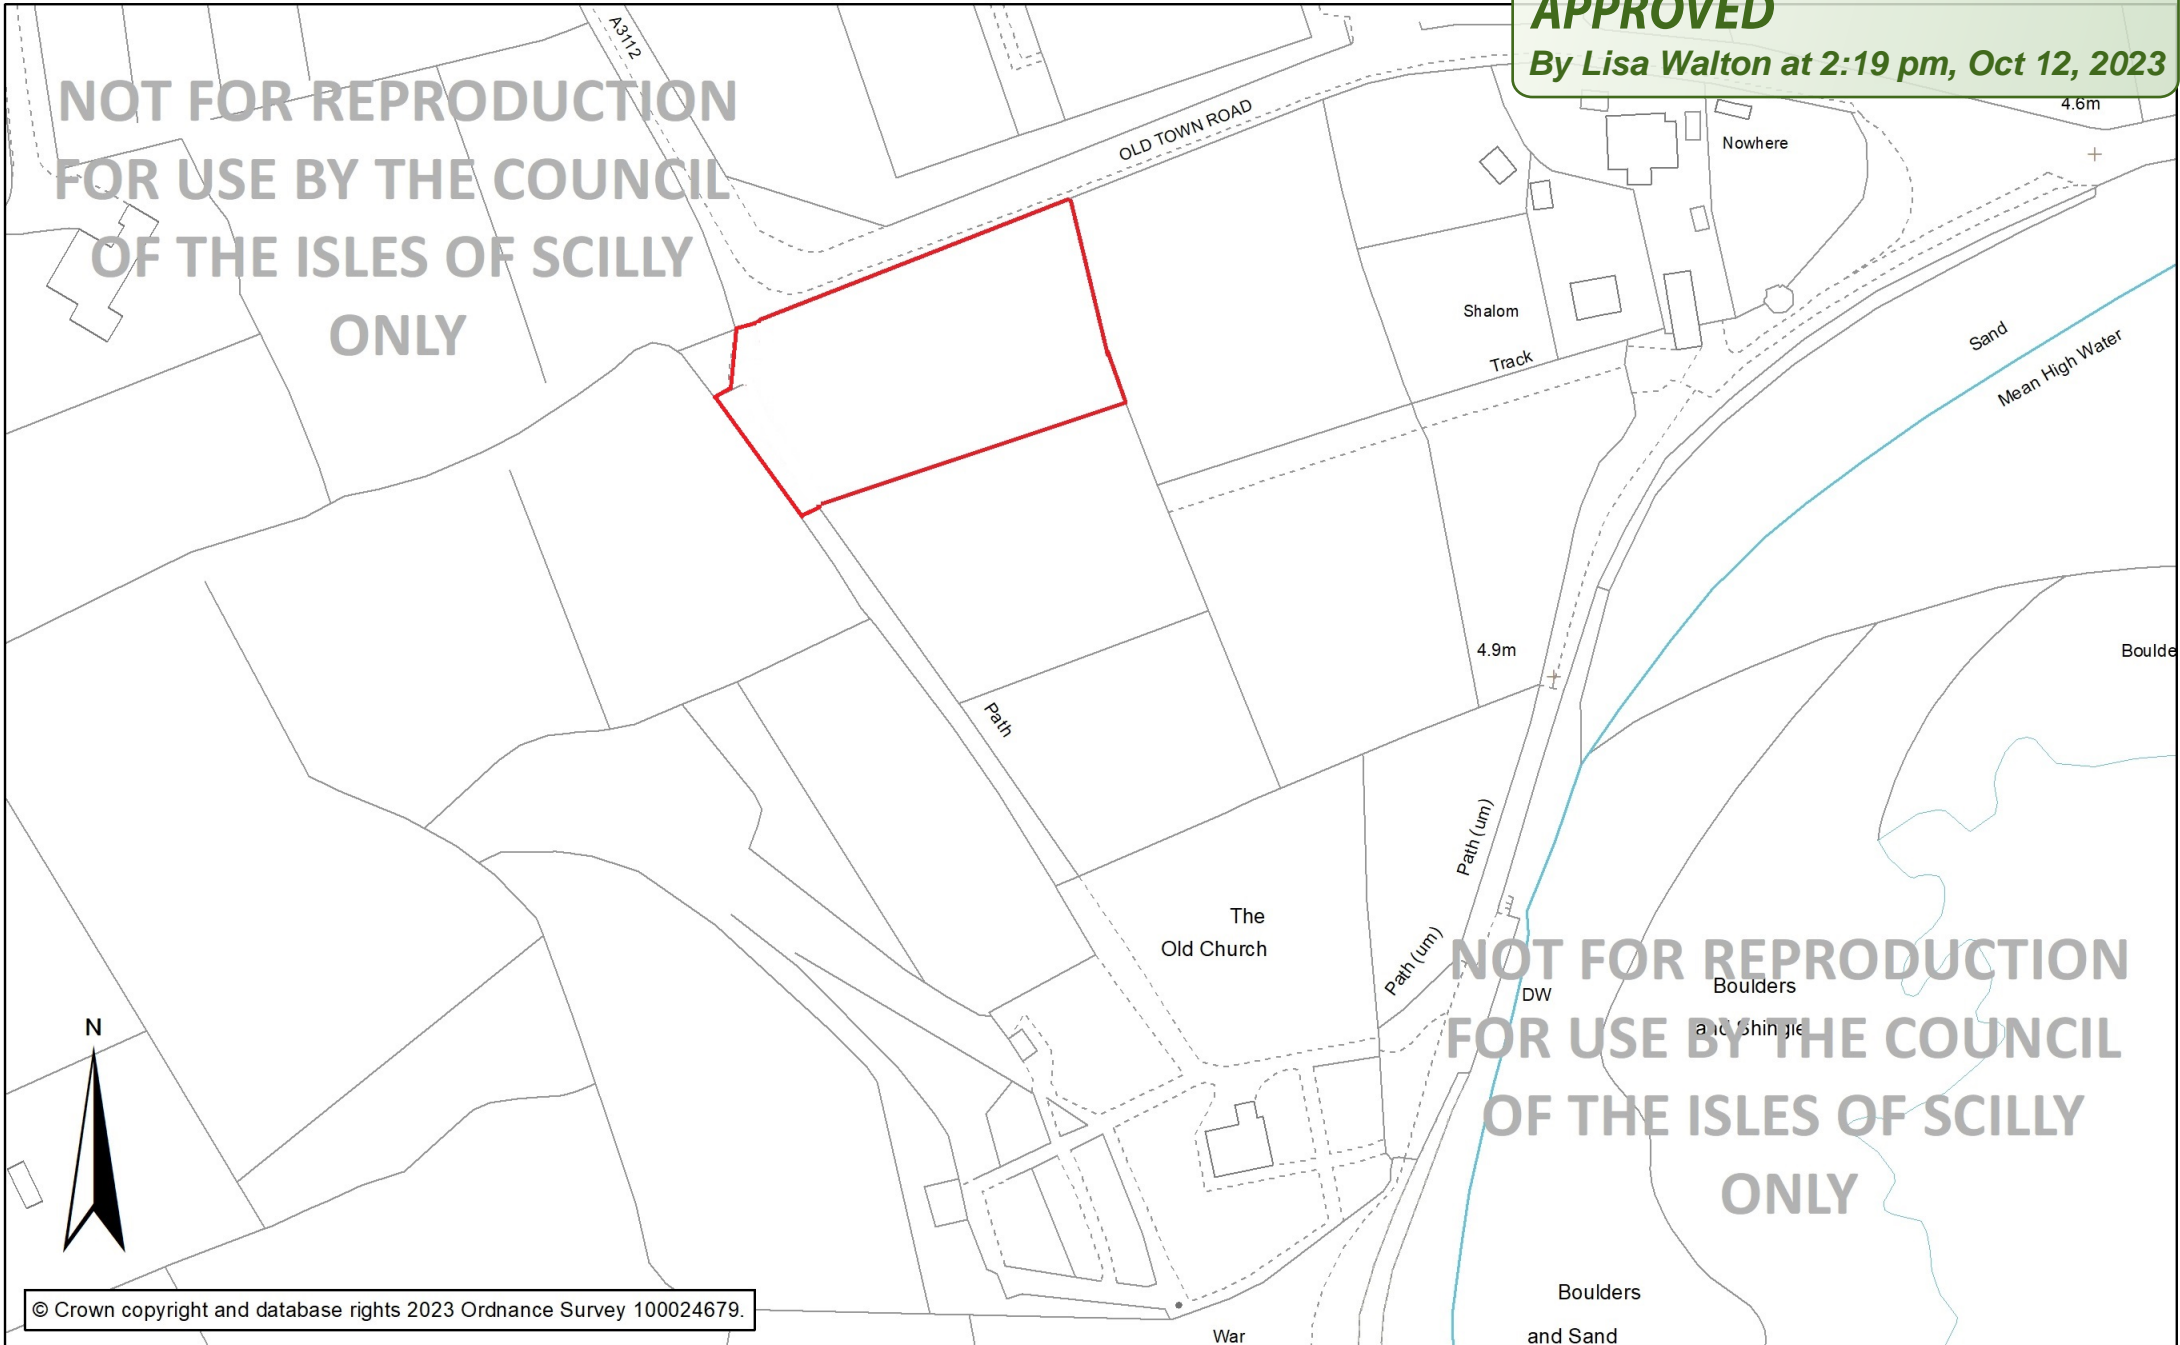 APPROVED
By Lisa Walton at 2:19 pm, Oct 12, 2023
A3112
NOT FOR REPRODUCTION
FOR USE BY THE COUNCIL
OF THE ISLES OF SCILLY
ONLY
OLD TOWN ROAD
4.6m
Nowhere
Shalom
Track
Sand
Mean High Water
4.9m
Boulde
Path
Path (um)
The
Old Church
Path (um)
NOT FOR REPRODUCTION
FOR USE BY THE COUNCIL
OF THE ISLES OF SCILLY
ONLY
DW
Boulders
and Shingle
N
Boulders
and Sand
War
© Crown copyright and database rights 2023 Ordnance Survey 100024679.